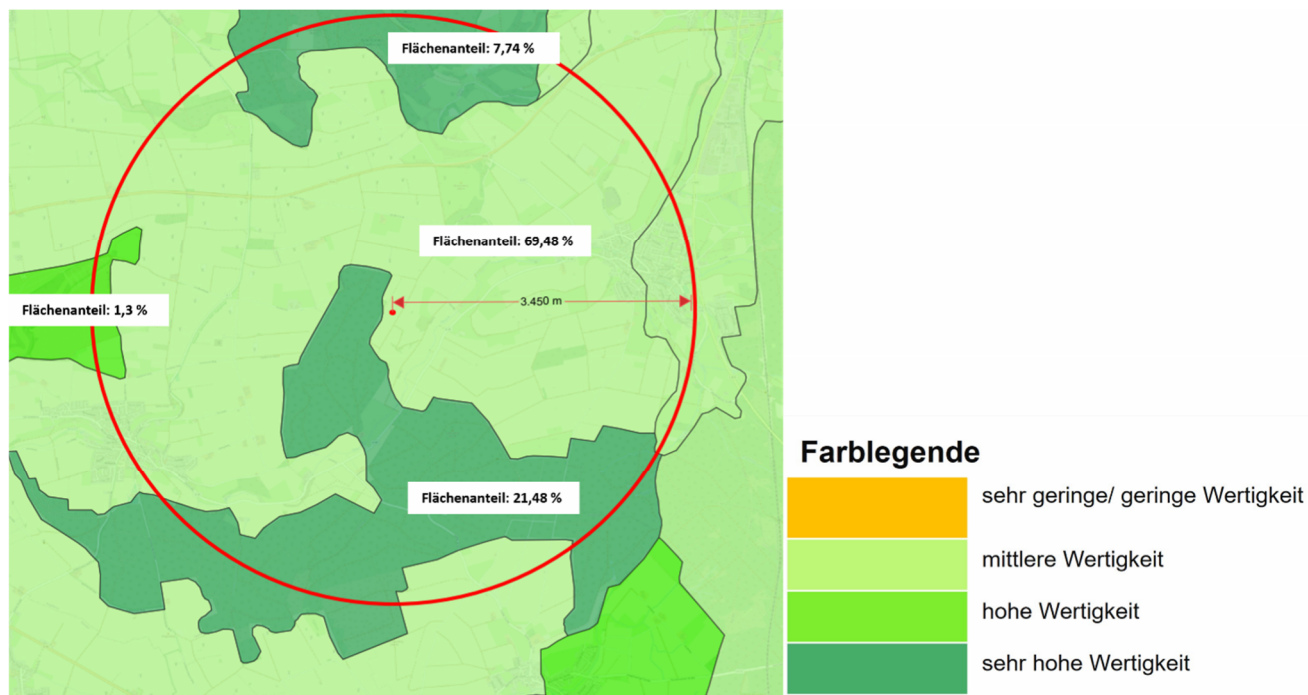 Flächenanteil: 7,74 %
Flächenanteil: 69,48 %
3.450 m
Flächenanteil: 1,3 %
Flächenanteil: 21,48 %
Farblegende
sehr geringe/ geringe Wertigkeit
mittlere Wertigkeit
hohe Wertigkeit
sehr hohe Wertigkeit